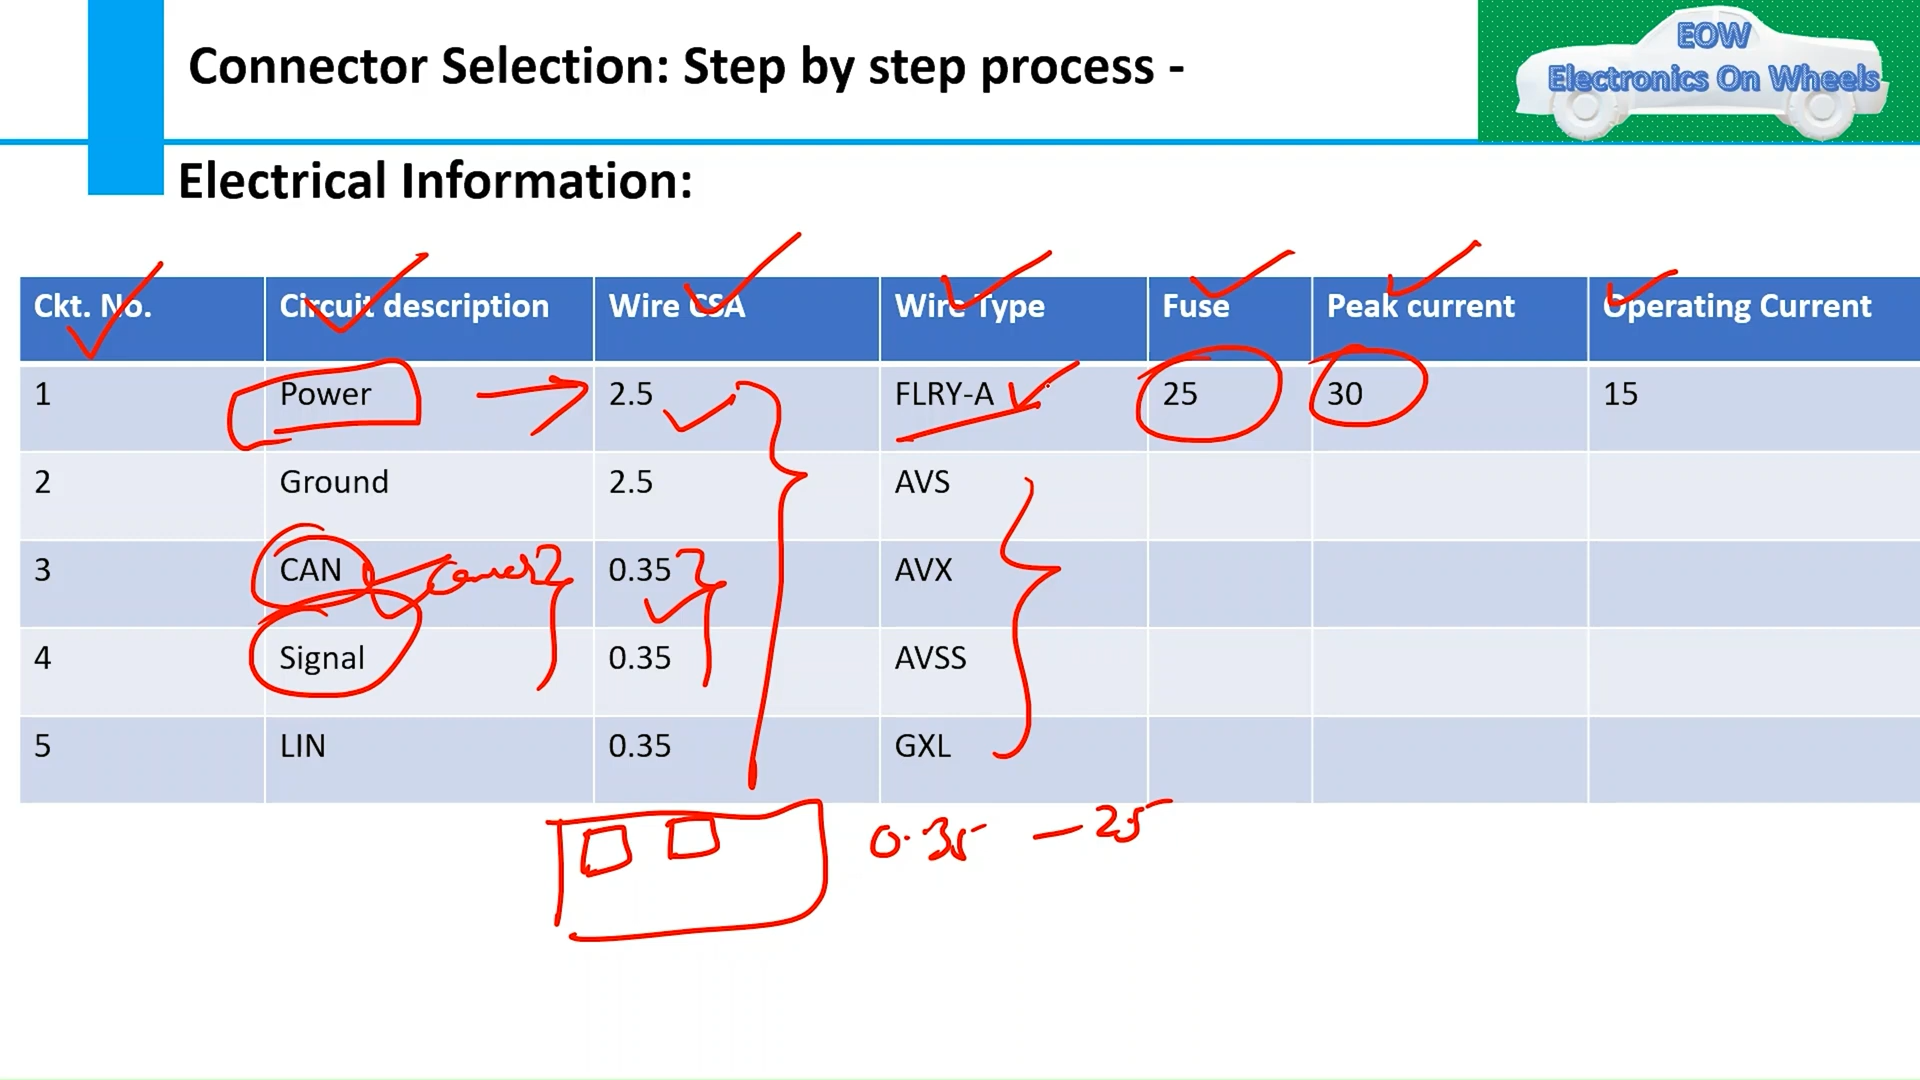 Connector Selection: Step by step process -
EOW
Electronics On Wheels
Electrical Information:
Ckt. No. Circuit description Wire CSA Wire Type Fuse Peak current Operating Current
1 Power 2.5 FLRY-A 25 30 15
2 Ground 2.5 AVS
3 CAN 0.35 AVX
4 Signal 0.35 AVSS
5 LIN 0.35 GXL
0.35 — 25